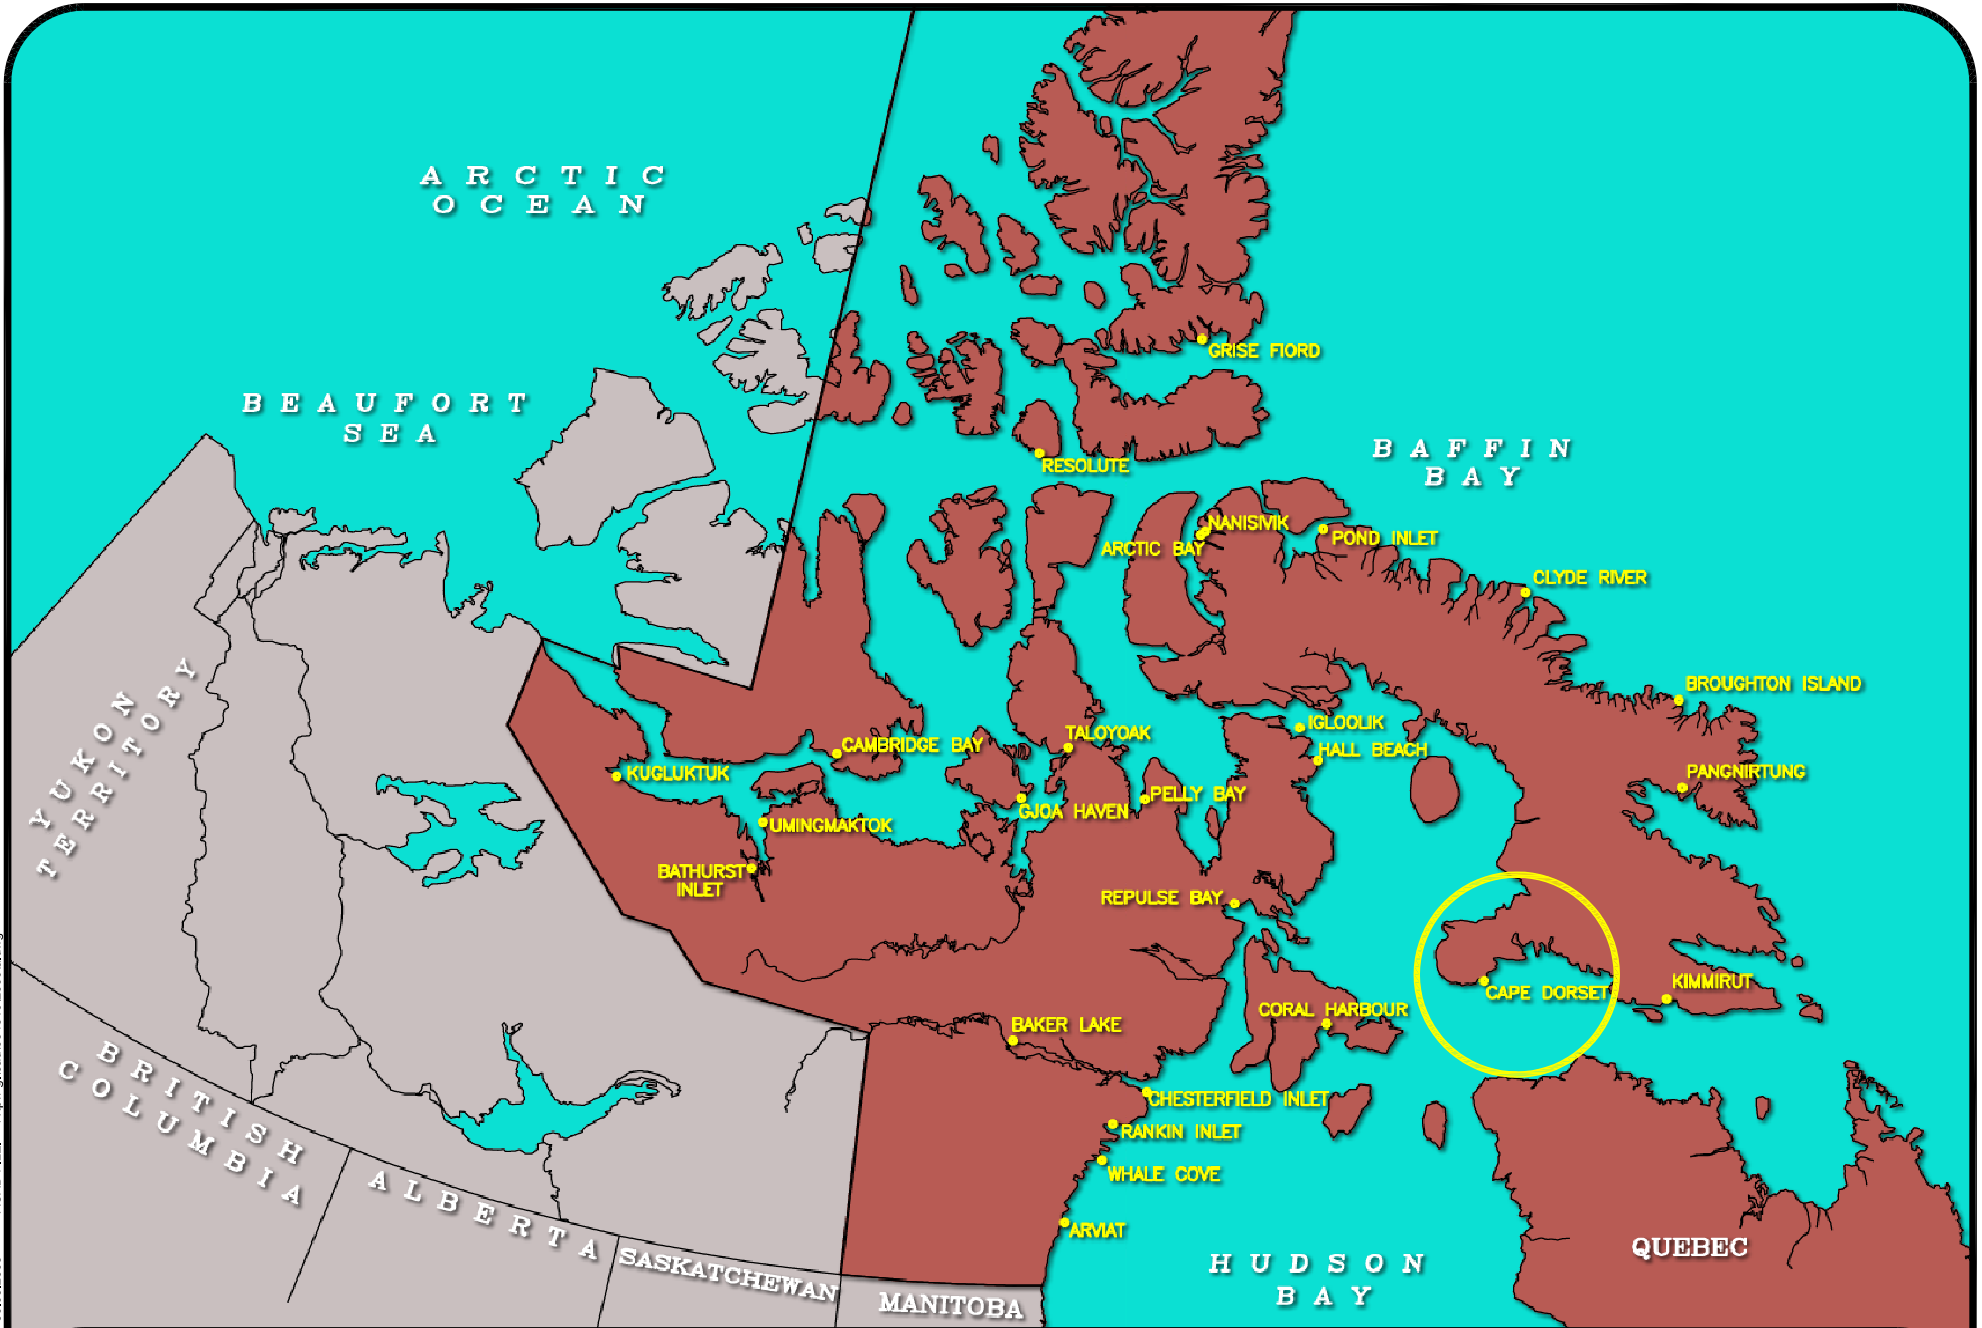 ARCTIC
OCEAN
BEAUFORT
SEA
GRISE FIORD
BAFFIN
BAY
RESOLUTE
NANISIVIK
ARCTIC BAY
POND INLET
CLYDE RIVER
BROUGHTON ISLAND
YUKON
TERRITORY
IGLOOLIK
TALOYOAK
CAMBRIDGE BAY
HALL BEACH
KUGLUKTUK
PANGNIRTUNG
PELLY BAY
GJOA HAVEN
UMINGMAKTOK
BATHURST
INLET
REPULSE BAY
KIMMIRUT
CAPE DORSET
CORAL HARBOUR
BAKER LAKE
BRITISH
COLUMBIA
CHESTERFIELD INLET
RANKIN INLET
WHALE COVE
ALBERTA
ARVIAT
QUEBEC
SASKATCHEWAN
HUDSON
BAY
MANITOBA